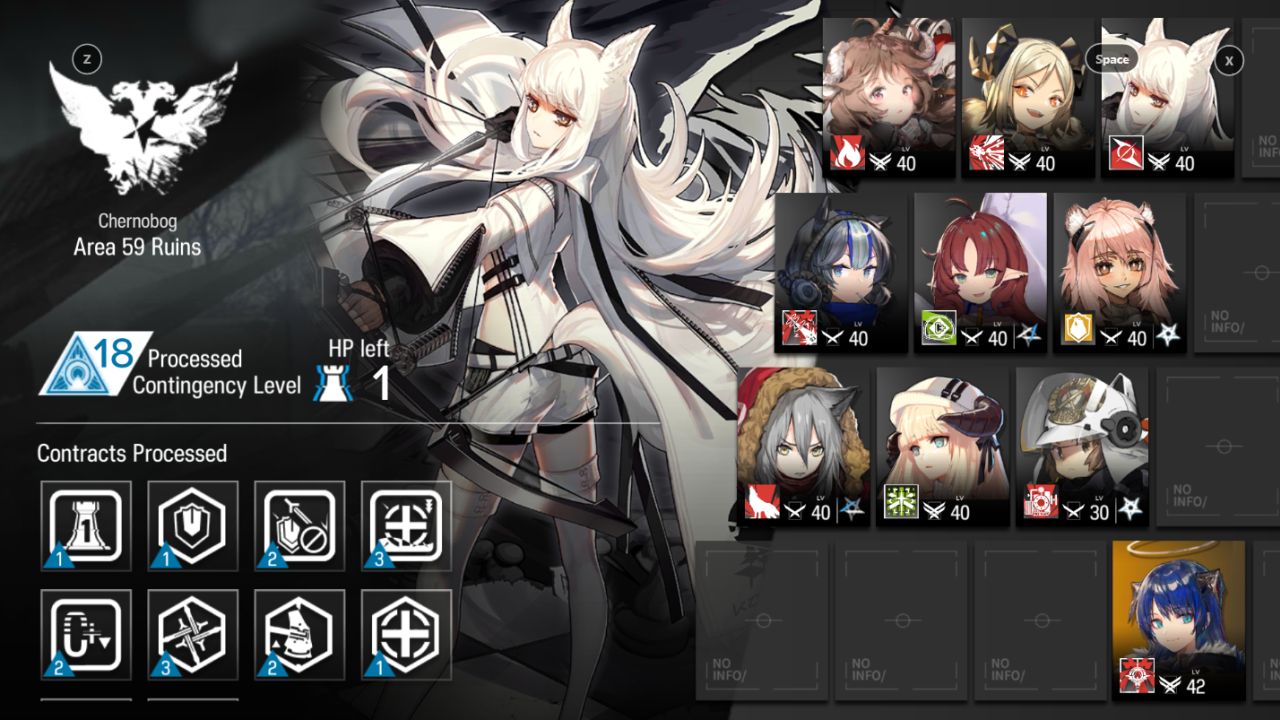 Z
Chernobog
Area 59 Ruins
18
Processed
Contingency Level
HP left
1
Contracts Processed
1
1
2
3
2
3
2
1
Space
X
LV
40
LV
40
LV
40
NO
INFO/
LV
40
LV
40
LV
40
NO
INFO/
LV
40
LV
40
LV
30
NO
INFO/
NO
INFO/
NO
INFO/
NO
INFO/
LV
42